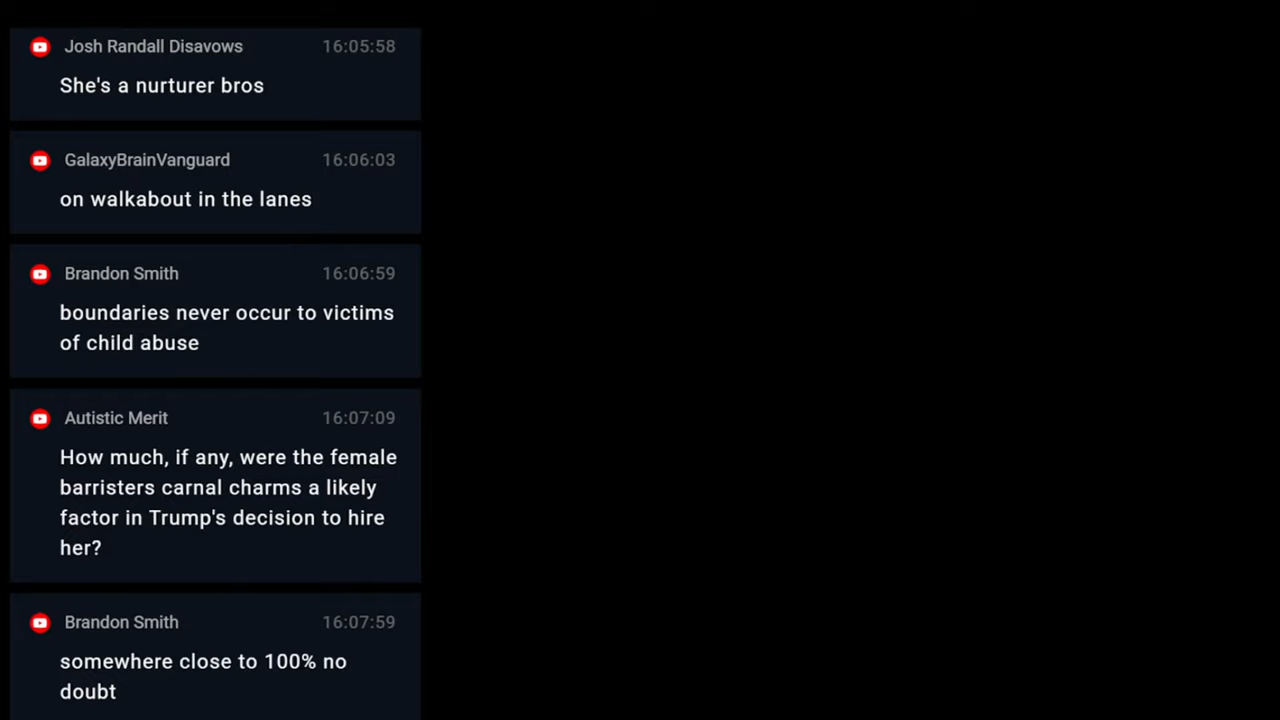 Josh Randall Disavows 16:05:58
She's a nurturer bros
GalaxyBrainVanguard 16:06:03
on walkabout in the lanes
Brandon Smith 16:06:59
boundaries never occur to victims
of child abuse
Autistic Merit 16:07:09
How much, if any, were the female
barristers carnal charms a likely
factor in Trump's decision to hire
her?
Brandon Smith 16:07:59
somewhere close to 100% no
doubt